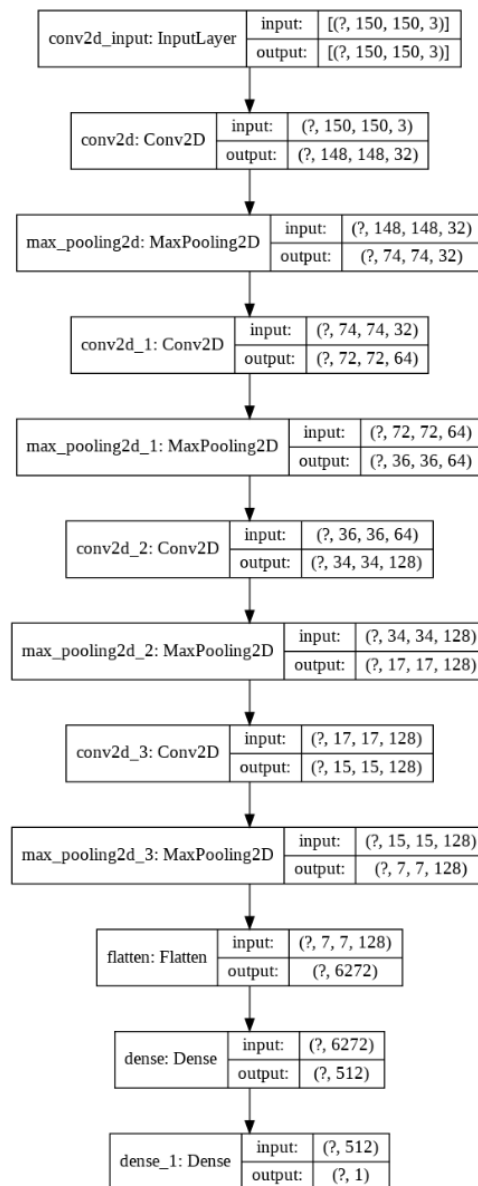 conv2d_input: InputLayer
input: [(?, 150, 150, 3)]
output: [(?, 150, 150, 3)]
conv2d: Conv2D
input: (?, 150, 150, 3)
output: (?, 148, 148, 32)
max_pooling2d: MaxPooling2D
input: (?, 148, 148, 32)
output: (?, 74, 74, 32)
conv2d_1: Conv2D
input: (?, 74, 74, 32)
output: (?, 72, 72, 64)
max_pooling2d_1: MaxPooling2D
input: (?, 72, 72, 64)
output: (?, 36, 36, 64)
conv2d_2: Conv2D
input: (?, 36, 36, 64)
output: (?, 34, 34, 128)
max_pooling2d_2: MaxPooling2D
input: (?, 34, 34, 128)
output: (?, 17, 17, 128)
conv2d_3: Conv2D
input: (?, 17, 17, 128)
output: (?, 15, 15, 128)
max_pooling2d_3: MaxPooling2D
input: (?, 15, 15, 128)
output: (?, 7, 7, 128)
flatten: Flatten
input: (?, 7, 7, 128)
output: (?, 6272)
dense: Dense
input: (?, 6272)
output: (?, 512)
dense_1: Dense
input: (?, 512)
output: (?, 1)